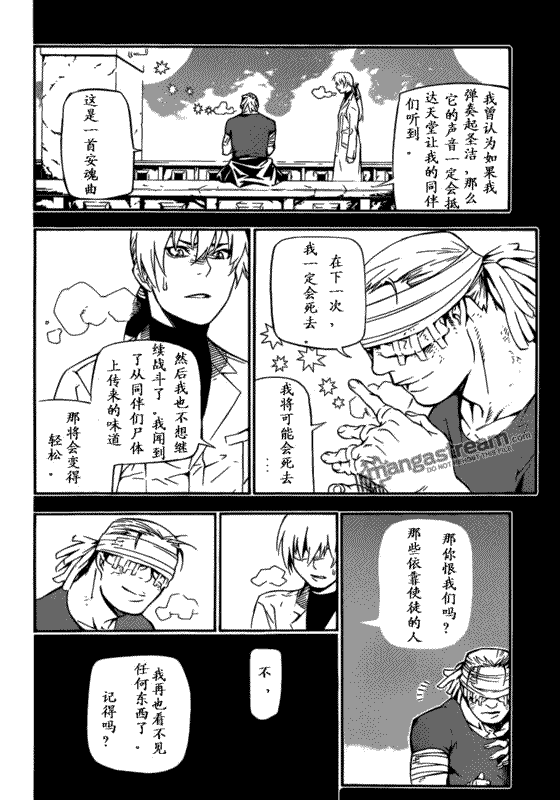 我曾认为如果我
弹奏起圣洁,那么
它的声音一定会抵
达天堂让我的同伴
们听到。
这是
一首安魂曲
在下一次,
我一定会死去。
我将可能会死去
...
然后我也不想继
续战斗了。我闻到
了从同伴们尸体
上传来的味道
那将会变得
轻松。
mangastream.com
DO NOT REHOST THIS FILE.
那你恨我们吗?
那些依靠使徒的人
不,
我再也看不见
任何东西了。
记得吗?